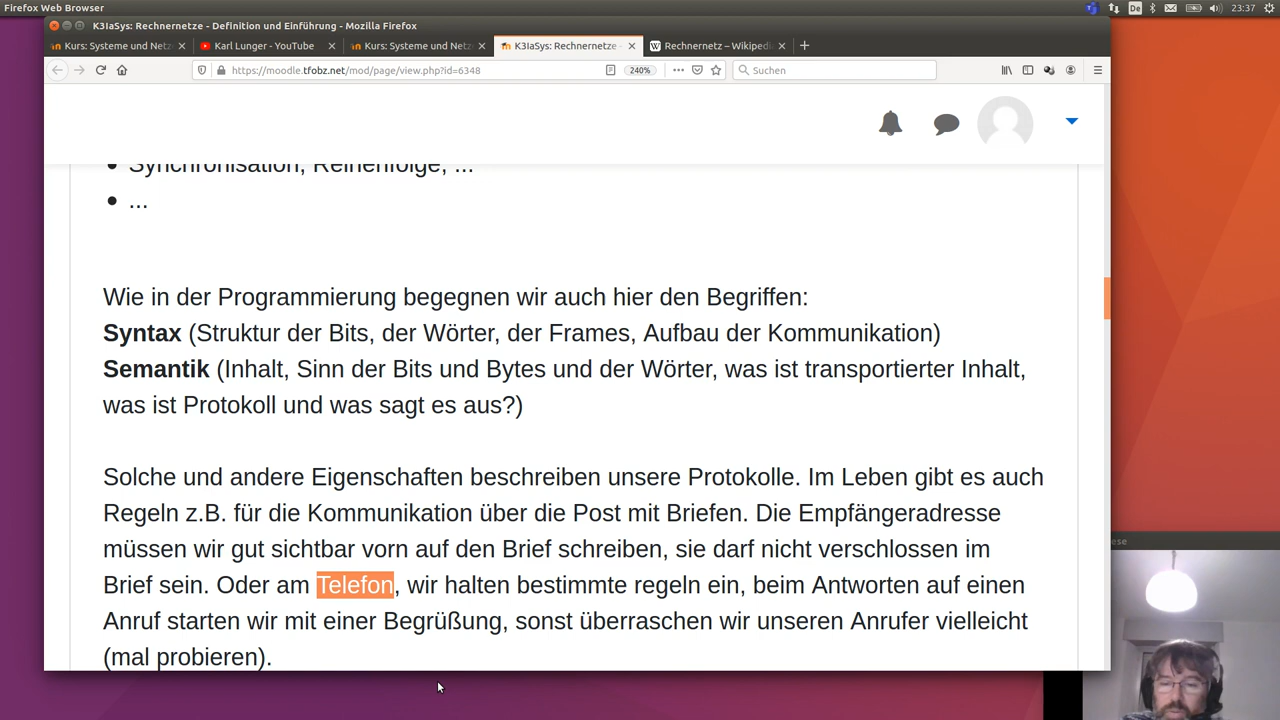 Firefox Web Browser
De
23:37
K3IaSys: Rechnernetze - Definition und Einführung - Mozilla Firefox
Kurs: Systeme und Netz
Karl Lunger - YouTube
Kurs: Systeme und Netz
K3IaSys: Rechnernetze -
Rechnernetz – Wikipedi
https://moodle.tfobz.net/mod/page/view.php?id=6348
240%
Suchen
Synchronisation, Reihenfolge, ...
...
Wie in der Programmierung begegnen wir auch hier den Begriffen:
Syntax (Struktur der Bits, der Wörter, der Frames, Aufbau der Kommunikation)
Semantik (Inhalt, Sinn der Bits und Bytes und der Wörter, was ist transportierter Inhalt,
was ist Protokoll und was sagt es aus?)
Solche und andere Eigenschaften beschreiben unsere Protokolle. Im Leben gibt es auch
Regeln z.B. für die Kommunikation über die Post mit Briefen. Die Empfängeradresse
müssen wir gut sichtbar vorn auf den Brief schreiben, sie darf nicht verschlossen im
Brief sein. Oder am Telefon, wir halten bestimmte regeln ein, beim Antworten auf einen
Anruf starten wir mit einer Begrüßung, sonst überraschen wir unseren Anrufer vielleicht
(mal probieren).